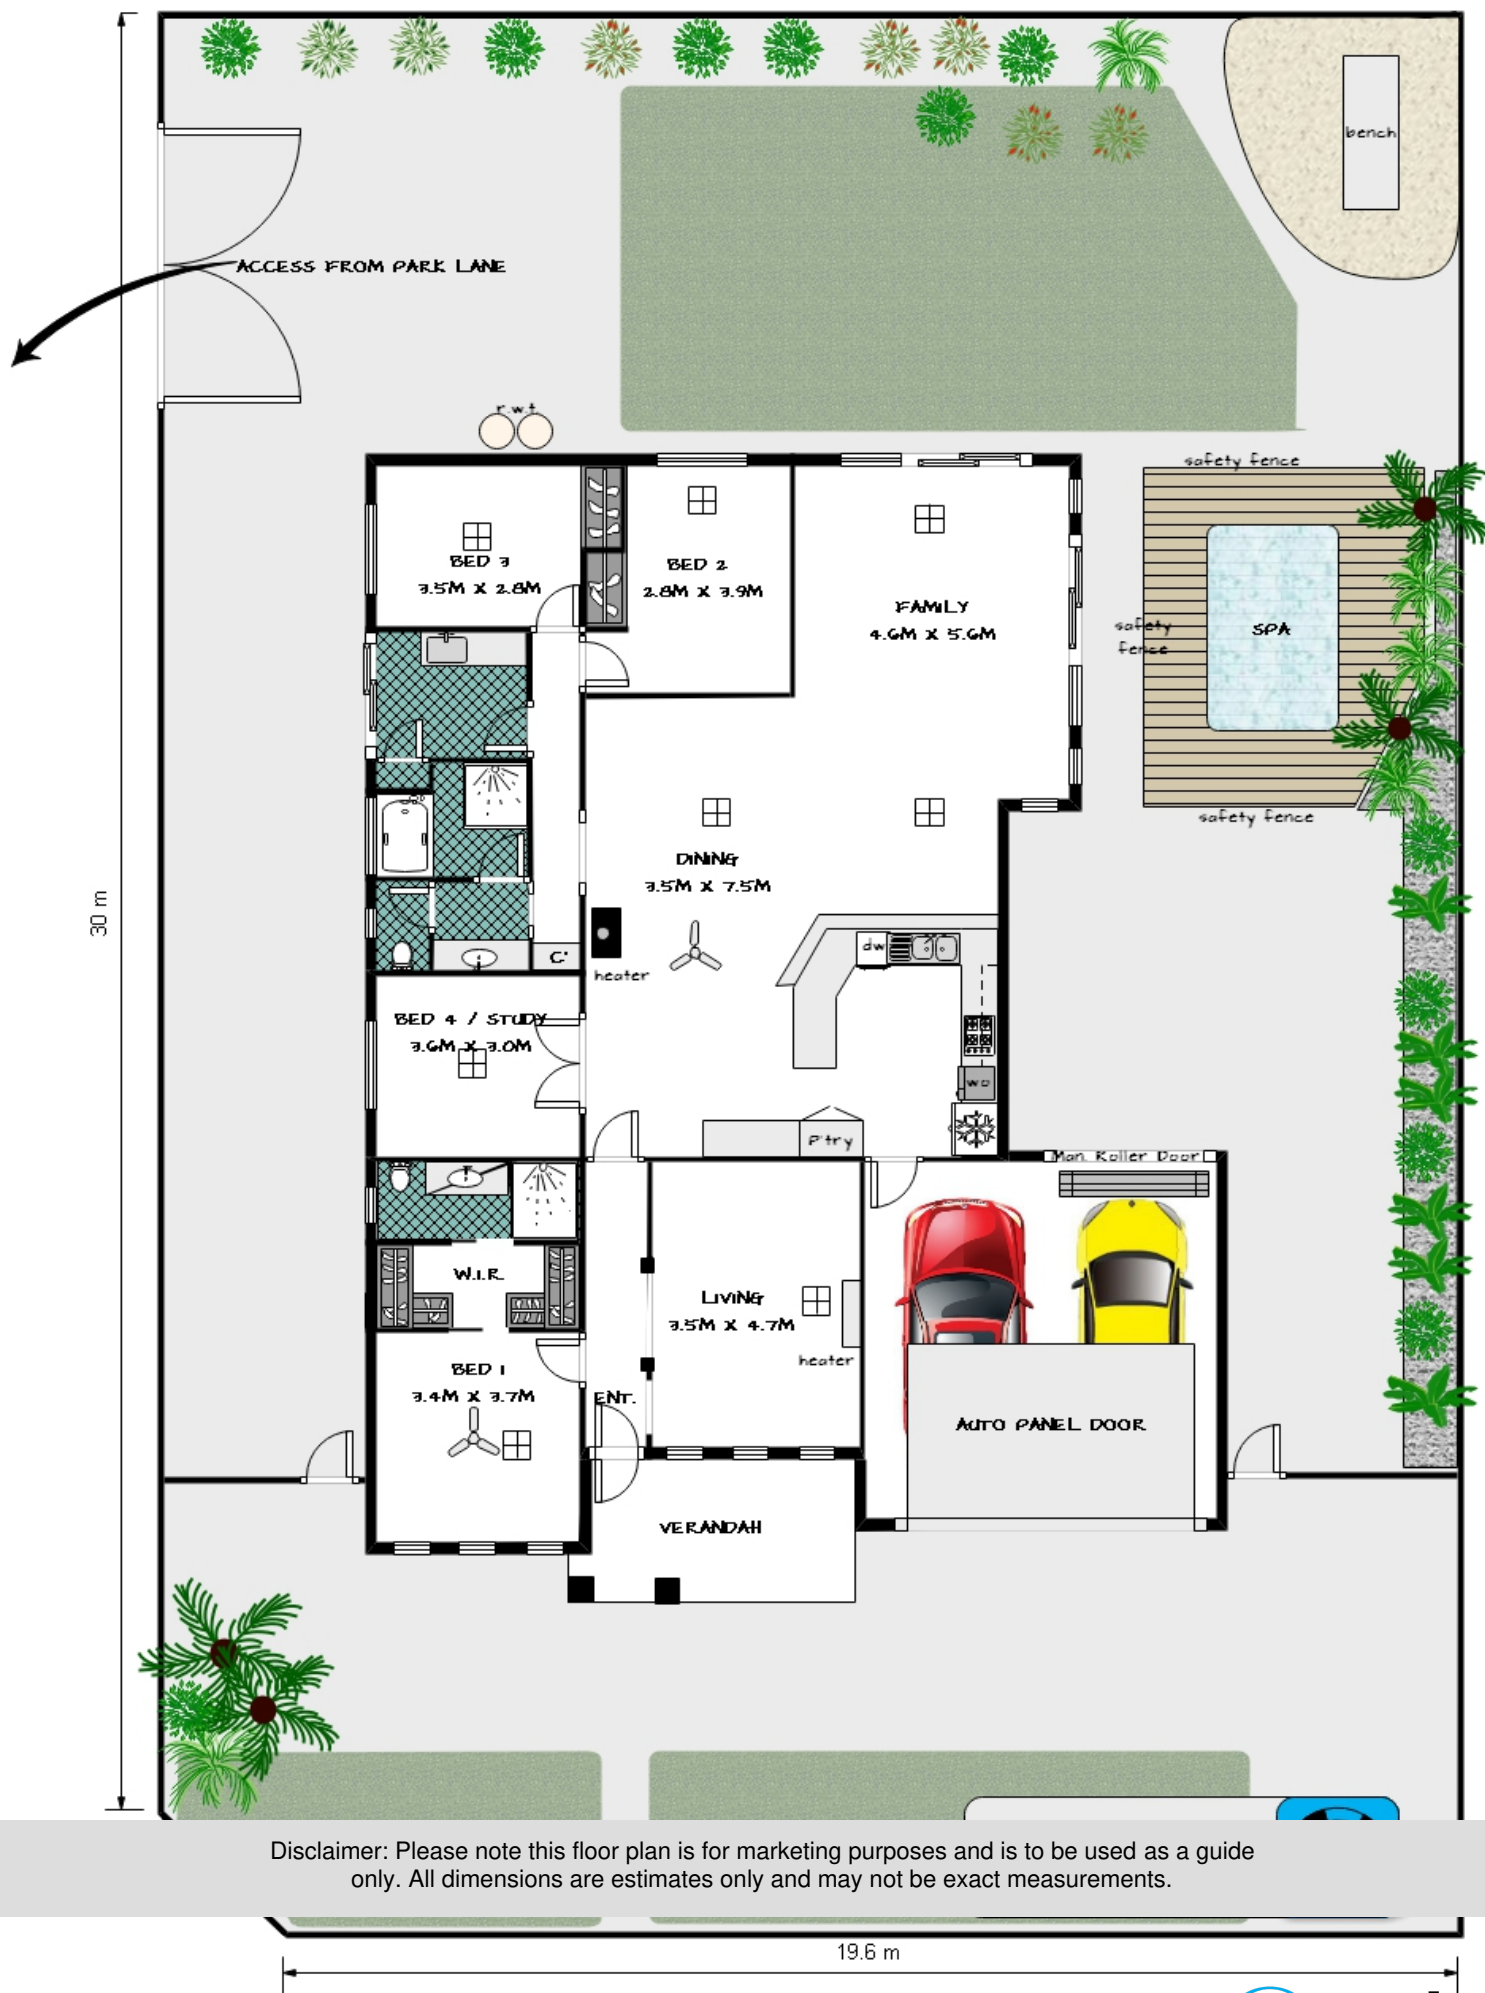 bench
ACCESS FROM PARK LANE
r.w.t.
safety fence
BED 3
3.5M X 2.8M
BED 2
2.8M X 3.9M
FAMILY
4.6M X 5.6M
safety
fence
SPA
safety fence
DINING
3.5M X 7.5M
30 m
dw
C'
heater
BED 4 / STUDY
3.6M X 3.0M
wo
P'try
Man. Roller Door
W.I.R.
LIVING
3.5M X 4.7M
heater
BED 1
3.4M X 3.7M
ENT.
AUTO PANEL DOOR
VERANDAH
Disclaimer: Please note this floor plan is for marketing purposes and is to be used as a guide
only. All dimensions are estimates only and may not be exact measurements.
19.6 m